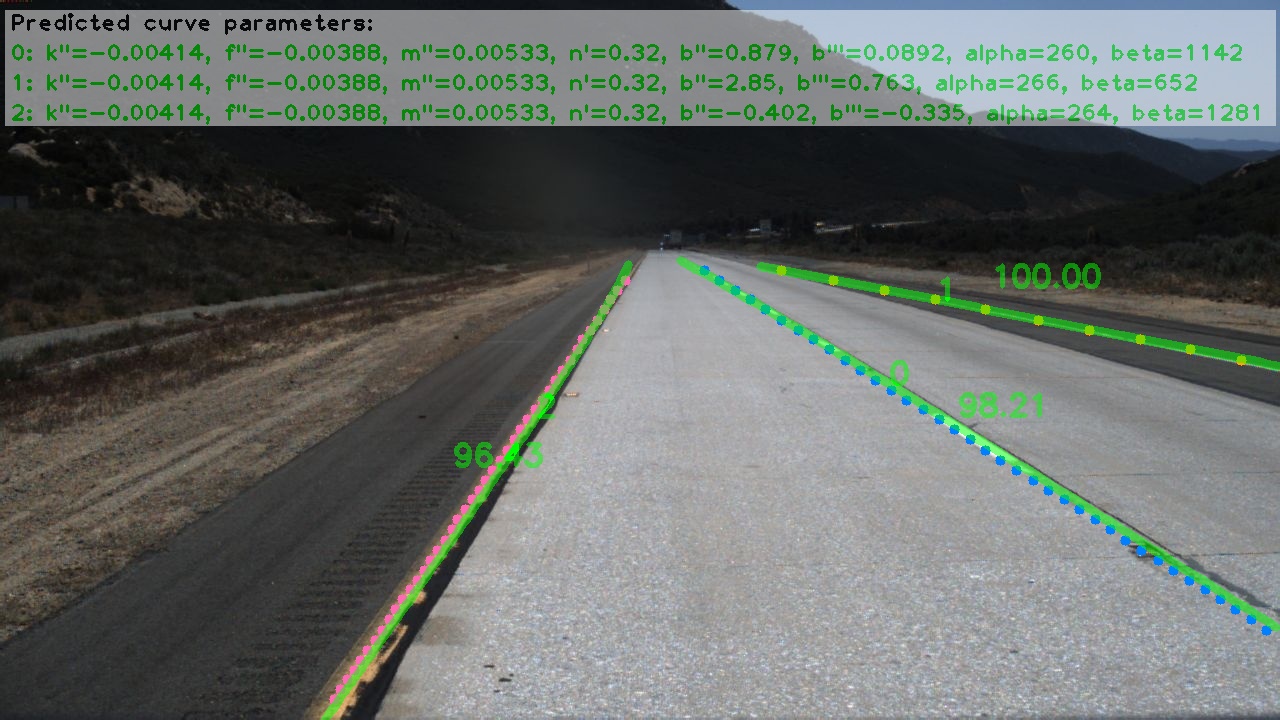 Predicted curve parameters:
0: k''=-0.00414, f''=-0.00388, m''=0.00533, n'=0.32, b''=0.879, b'''=0.0892, alpha=260, beta=1142
1: k''=-0.00414, f''=-0.00388, m''=0.00533, n'=0.32, b''=2.85, b'''=0.763, alpha=266, beta=652
2: k''=-0.00414, f''=-0.00388, m''=0.00533, n'=0.32, b''=-0.402, b'''=-0.335, alpha=264, beta=1281
1 100.00
0
98.21
2
96.43